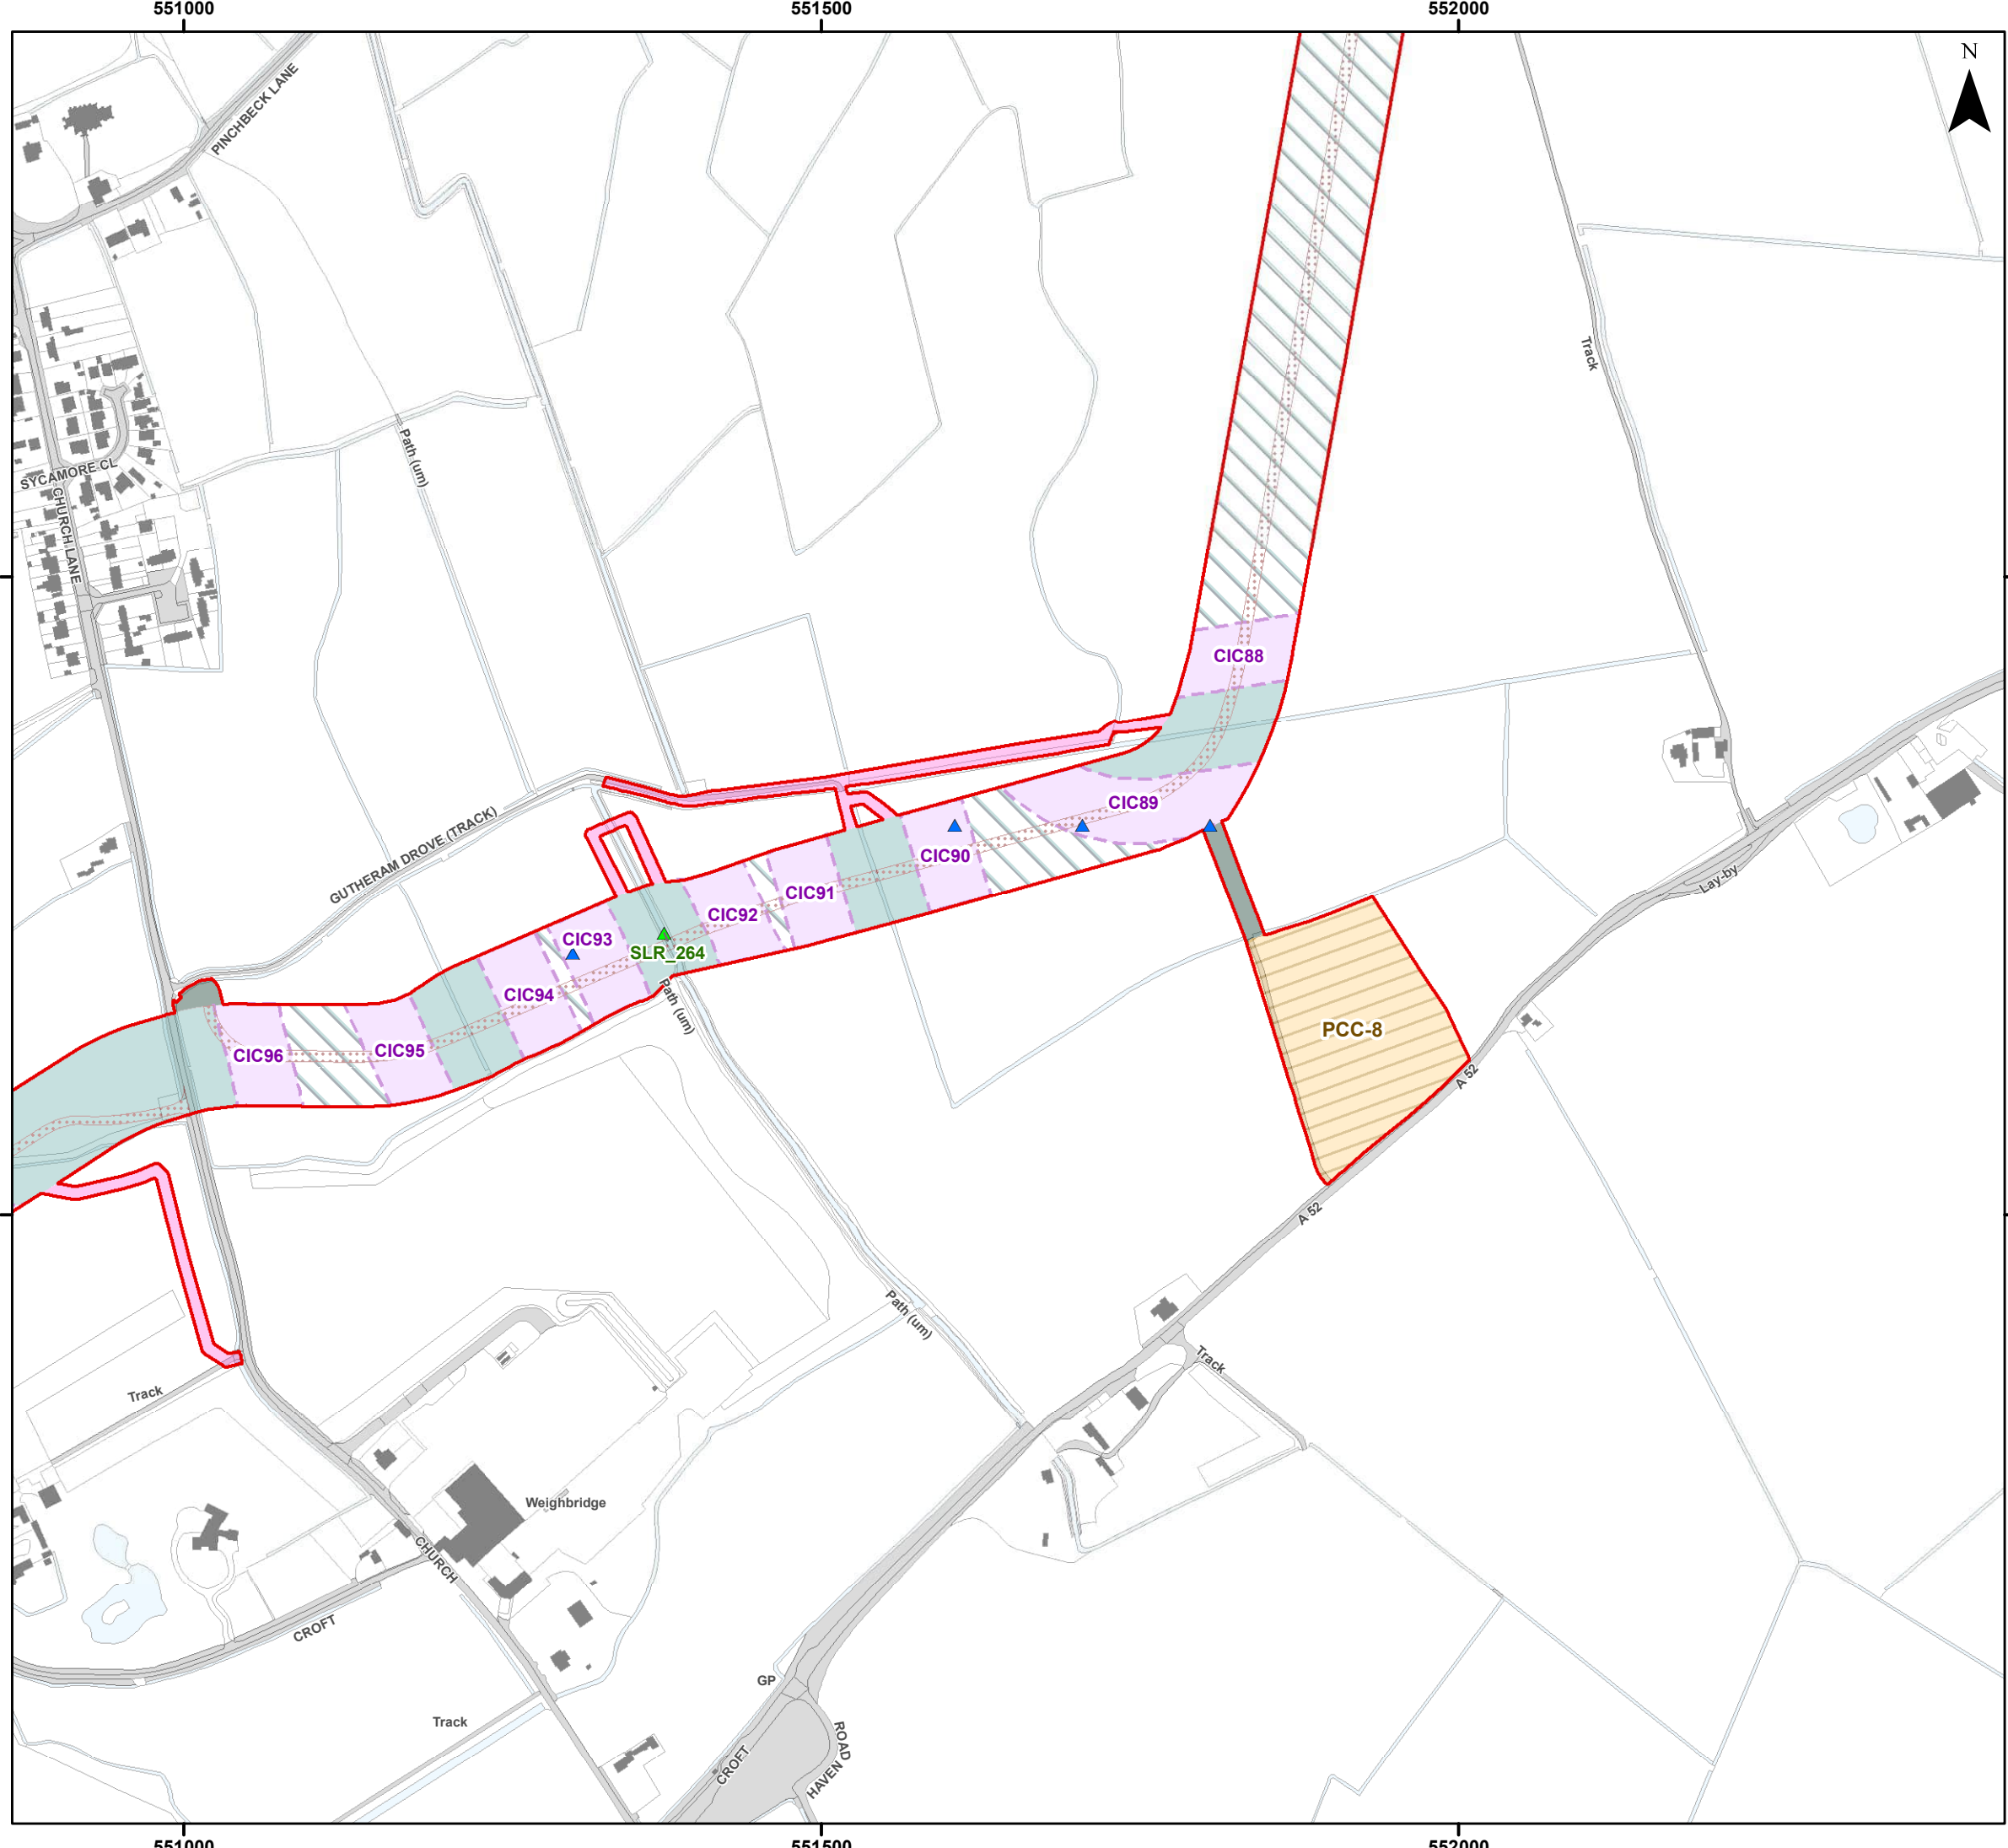 551000
551500
552000
N
PINCHBECK LANE
Track
Path (um)
SYCAMORE CL
CHURCH LANE
CIC88
CIC89
GUTHERAM DROVE (TRACK)
CIC90
Lay-by
CIC91
CIC92
CIC93
SLR_264
CIC94
Path (um)
PCC-8
CIC95
CIC96
A 52
A 52
Path (um)
Track
Track
Weighbridge
CHURCH
CROFT
GP
Track
ROAD
CROFT
HAVEN
551000
551500
552000